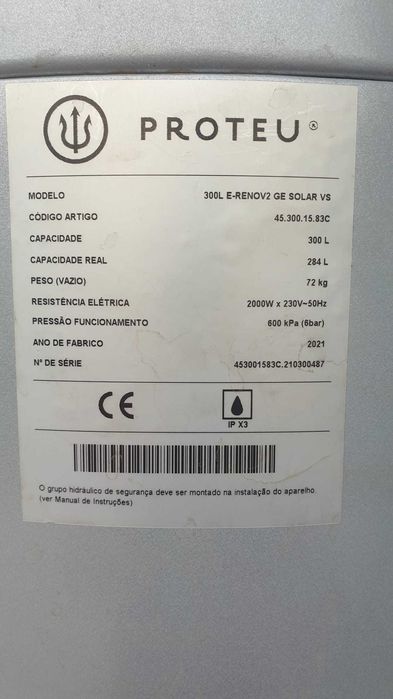 PROTEU ®
MODELO 300L E-RENOV2 GE SOLAR VS
CÓDIGO ARTIGO 45.300.15.83C
CAPACIDADE 300 L
CAPACIDADE REAL 284 L
PESO (VAZIO) 72 kg
RESISTÊNCIA ELÉTRICA 2000W x 230V~50Hz
PRESSÃO FUNCIONAMENTO 600 kPa (6bar)
ANO DE FABRICO 2021
Nº DE SÉRIE 453001583C.210300487
CE
IP X3
O grupo hidráulico de segurança deve ser montado na instalação do aparelho
(ver Manual de Instruções)